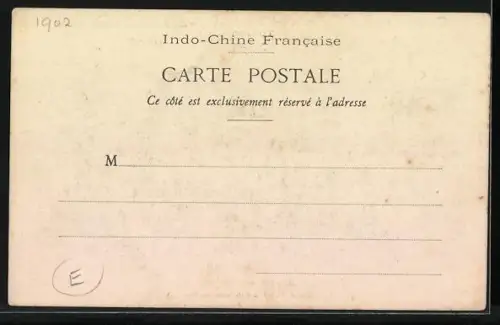 1902
Indo-Chine Française
CARTE POSTALE
Ce côté est exclusivement réservé à l'adresse
M
E